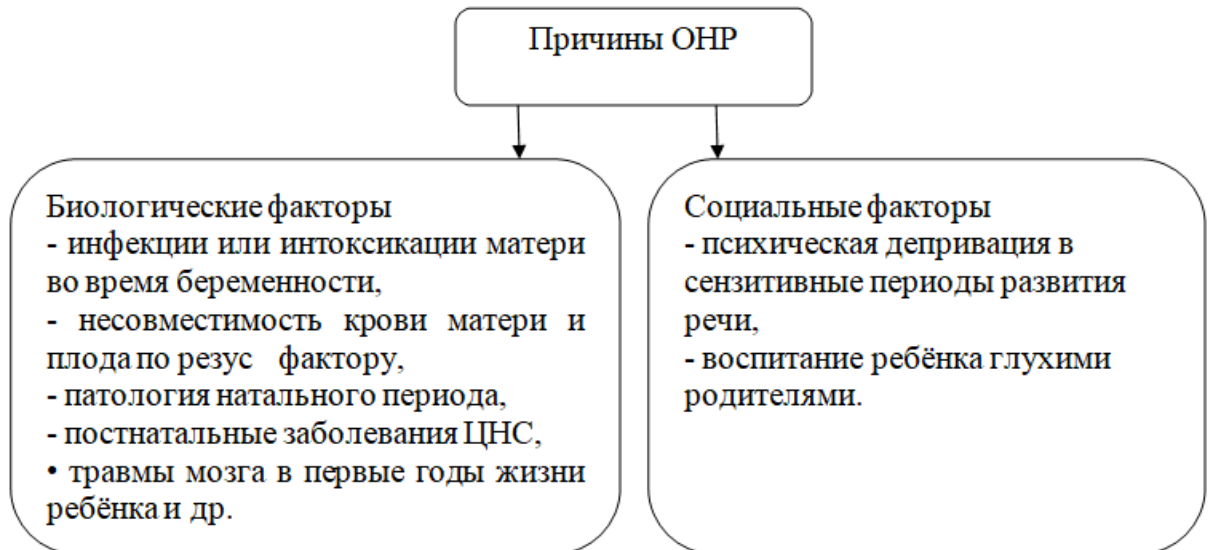 Причины ОНР
Биологические факторы
- инфекции или интоксикации матери
во время беременности,
- несовместимость крови матери и
плода по резус фактору,
- патология натального периода,
- постнатальные заболевания ЦНС,
• травмы мозга в первые годы жизни
ребёнка и др.
Социальные факторы
- психическая депривация в
сензитивные периоды развития
речи,
- воспитание ребёнка глухими
родителями.